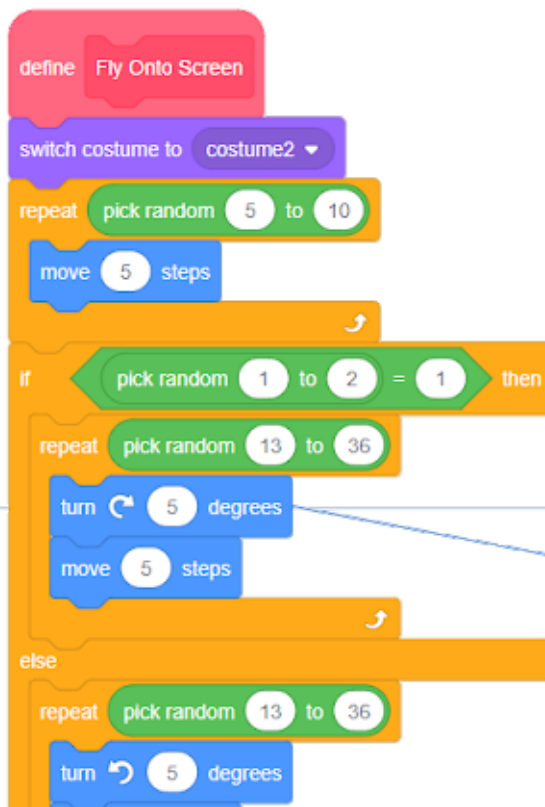 define Fly Onto Screen
switch costume to costume2
repeat pick random 5 to 10
move 5 steps
if pick random 1 to 2 = 1 then
repeat pick random 13 to 36
turn 5 degrees
move 5 steps
else
repeat pick random 13 to 36
turn 5 degrees